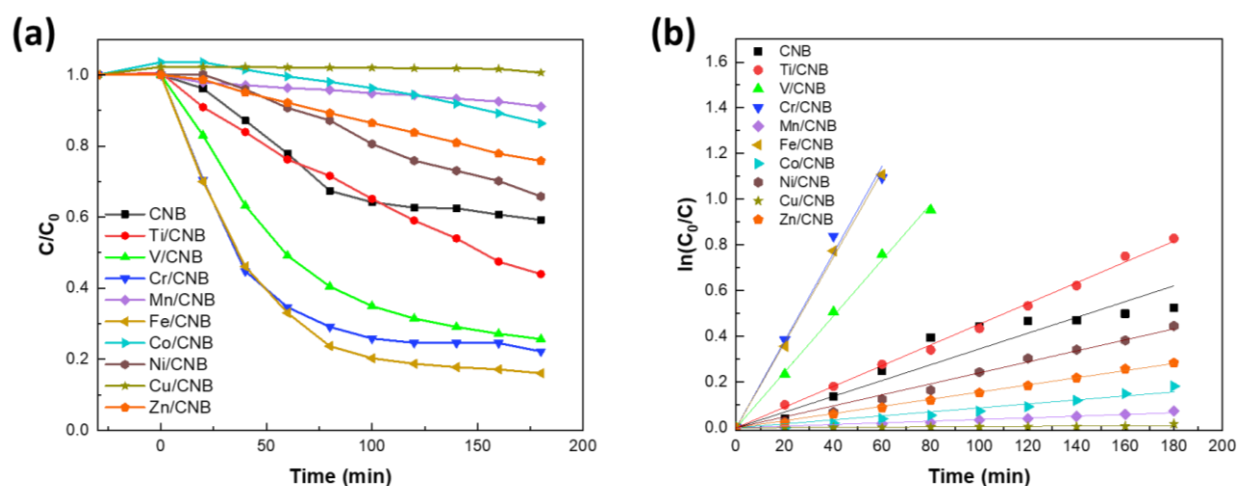 (a)
C/C0
1.0
0.8
0.6
0.4
0.2
0.0
CNB
Ti/CNB
V/CNB
Cr/CNB
Mn/CNB
Fe/CNB
Co/CNB
Ni/CNB
Cu/CNB
Zn/CNB
0 50 100 150 200
Time (min)
(b)
ln(C0/C)
1.6
1.4
1.2
1.0
0.8
0.6
0.4
0.2
0.0
CNB
Ti/CNB
V/CNB
Cr/CNB
Mn/CNB
Fe/CNB
Co/CNB
Ni/CNB
Cu/CNB
Zn/CNB
0 20 40 60 80 100 120 140 160 180 200
Time (min)